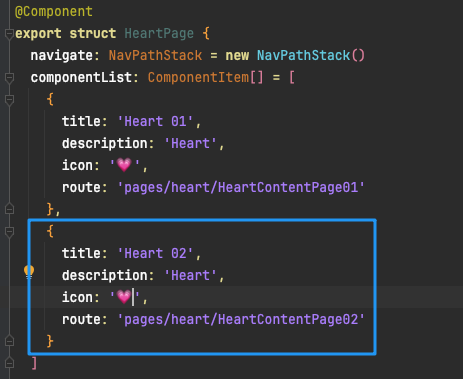 @Component
export struct HeartPage {
  navigate: NavPathStack = new NavPathStack()
  componentList: ComponentItem[] = [
    {
      title: 'Heart 01',
      description: 'Heart',
      icon: '💗',
      route: 'pages/heart/HeartContentPage01'
    },
    {
      title: 'Heart 02',
      description: 'Heart',
      icon: '💗',
      route: 'pages/heart/HeartContentPage02'
    }
  ]